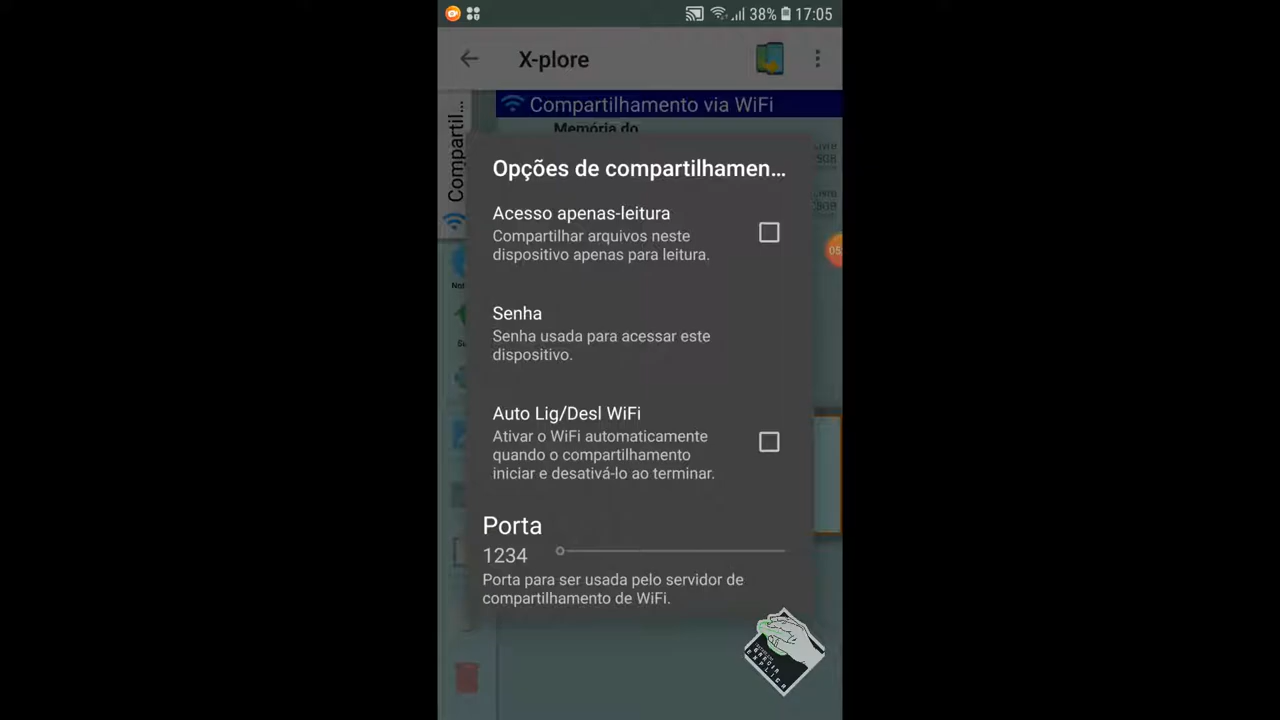 38% 17:05
X-plore
Compartil...
Compartilhamento via WiFi
Memória do
Opções de compartilhamen...
Acesso apenas-leitura
Compartilhar arquivos neste
dispositivo apenas para leitura.
Senha
Senha usada para acessar este
dispositivo.
Auto Lig/Desl WiFi
Ativar o WiFi automaticamente
quando o compartilhamento
iniciar e desativá-lo ao terminar.
Porta
1234
Porta para ser usada pelo servidor de
compartilhamento de WiFi.
EXPLICA